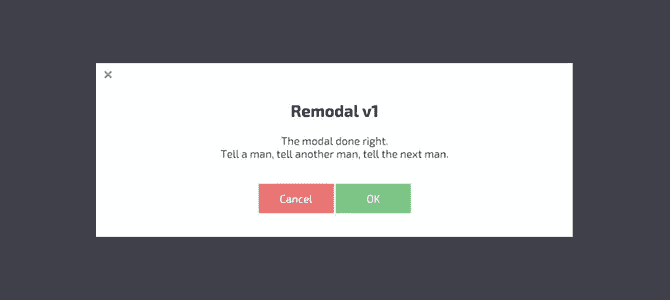 ×
Remodal v1
The modal done right.
Tell a man, tell another man, tell the next man.
Cancel
OK